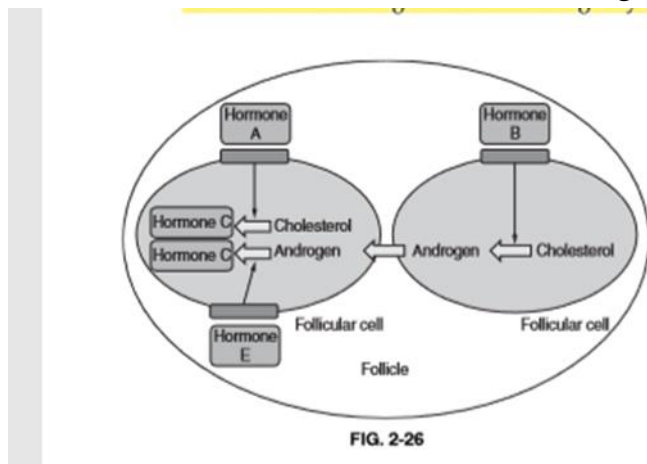 Hormone
A
Hormone
B
Hormone C
Cholesterol
Hormone C
Androgen
Androgen
Cholesterol
Hormone
E
Follicular cell
Follicular cell
Follicle
FIG. 2-26